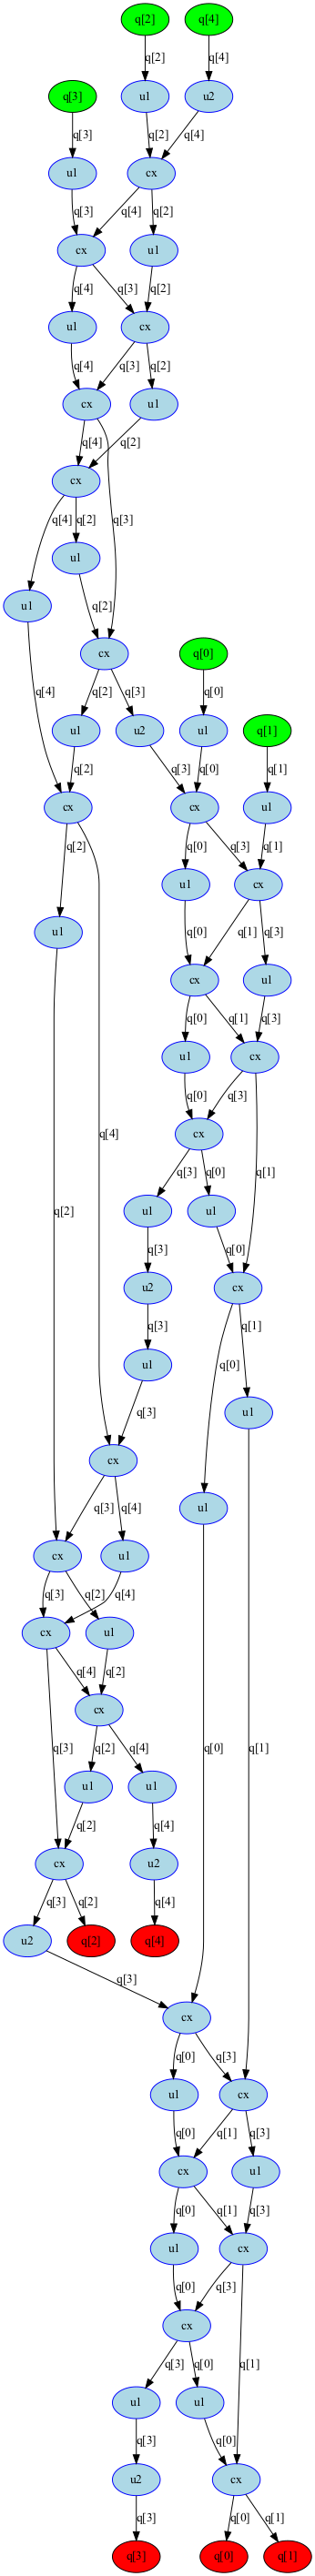 q[2] q[4]
q[2] q[4]
q[3] u1 u2
q[3] q[2] q[4]
u1 cx
q[3] q[4] q[2]
cx u1
q[4] q[3] q[2]
u1 cx
q[4] q[3] q[2]
cx u1
q[4] q[2]
cx q[3]
q[4] q[2]
u1
u1 q[2]
cx q[0]
q[4] q[2] q[3] q[0]
u1 u2 u1 q[1]
q[2] q[3] q[0] q[1]
cx cx u1
q[2] q[0] q[3] q[1]
u1 cx
u1 q[0] q[1] q[3]
q[4]
cx u1
q[2] q[0] q[1] q[3]
u1 cx
q[0] q[3]
cx q[1]
q[3] q[0]
u1 u1
q[3] q[0]
u2 cx
q[3] q[0] q[1]
u1 u1
q[3]
cx u1
q[3] q[4]
cx u1
q[3] q[2] q[4]
cx u1
q[4] q[2] q[0] q[1]
q[3]
cx
q[2] q[4]
u1 u1
q[2] q[4]
cx u2
q[3] q[2] q[4]
u2 q[2] q[4]
q[3]
cx
q[0] q[3]
u1 cx
q[0] q[1] q[3]
cx u1
q[0] q[1] q[3]
u1 cx
q[0] q[3]
cx q[1]
q[3] q[0]
u1 u1
q[3] q[0]
u2 cx
q[3] q[0] q[1]
q[3] q[0] q[1]